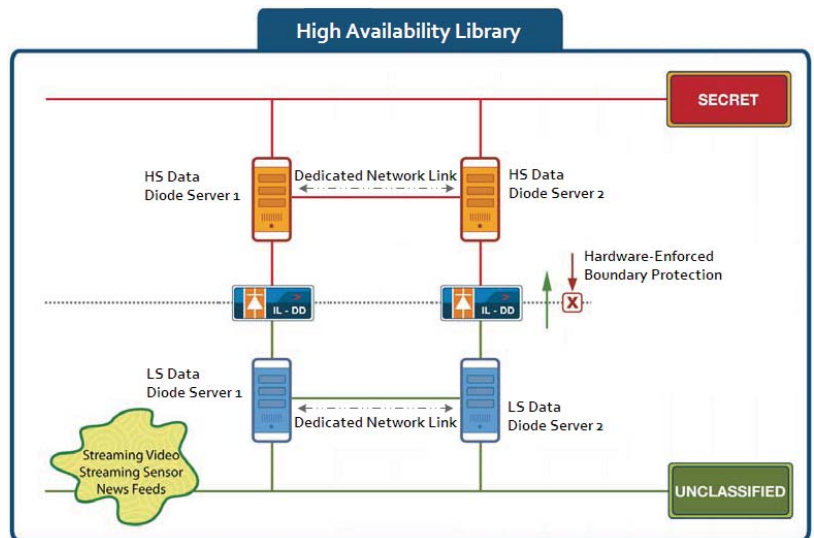 High Availability Library
SECRET
HS Data
Diode Server 1
Dedicated Network Link
HS Data
Diode Server 2
Hardware-Enforced
Boundary Protection
X
IL - DD
IL - DD
LS Data
Diode Server 1
Dedicated Network Link
LS Data
Diode Server 2
Streaming Video
Streaming Sensor
News Feeds
UNCLASSIFIED